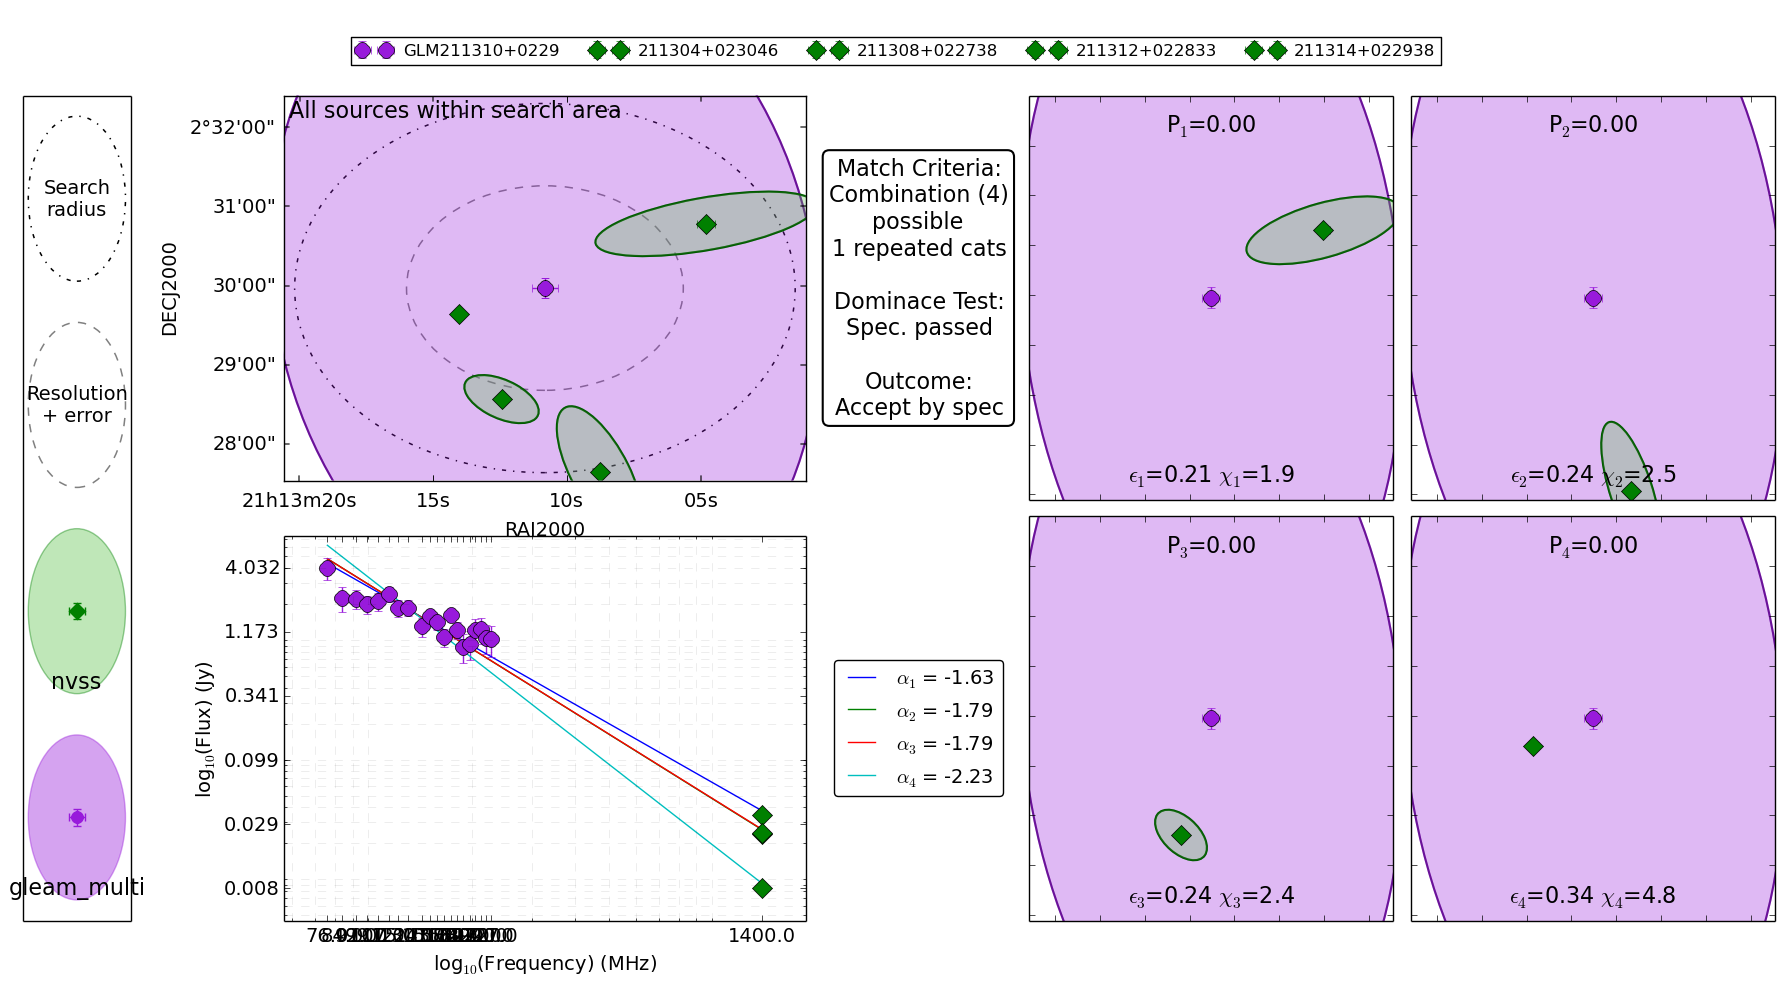 GLM211310+0229 211304+023046 211308+022738 211312+022833 211314+022938
Search
radius
Resolution
+ error
nvss
gleam_multi
All sources within search area
DECJ2000
2°32'00"
31'00"
30'00"
29'00"
28'00"
21h13m20s 15s 10s 05s
RAJ2000
Match Criteria:
Combination (4)
possible
1 repeated cats
Dominace Test:
Spec. passed
Outcome:
Accept by spec
P1=0.00
ϵ1=0.21 χ1=1.9
P2=0.00
ϵ2=0.24 χ2=2.5
P3=0.00
ϵ3=0.24 χ3=2.4
P4=0.00
ϵ4=0.34 χ4=4.8
log10(Flux) (Jy)
4.032
1.173
0.341
0.099
0.029
0.008
1400.0
log10(Frequency) (MHz)
α1 = -1.63
α2 = -1.79
α3 = -1.79
α4 = -2.23